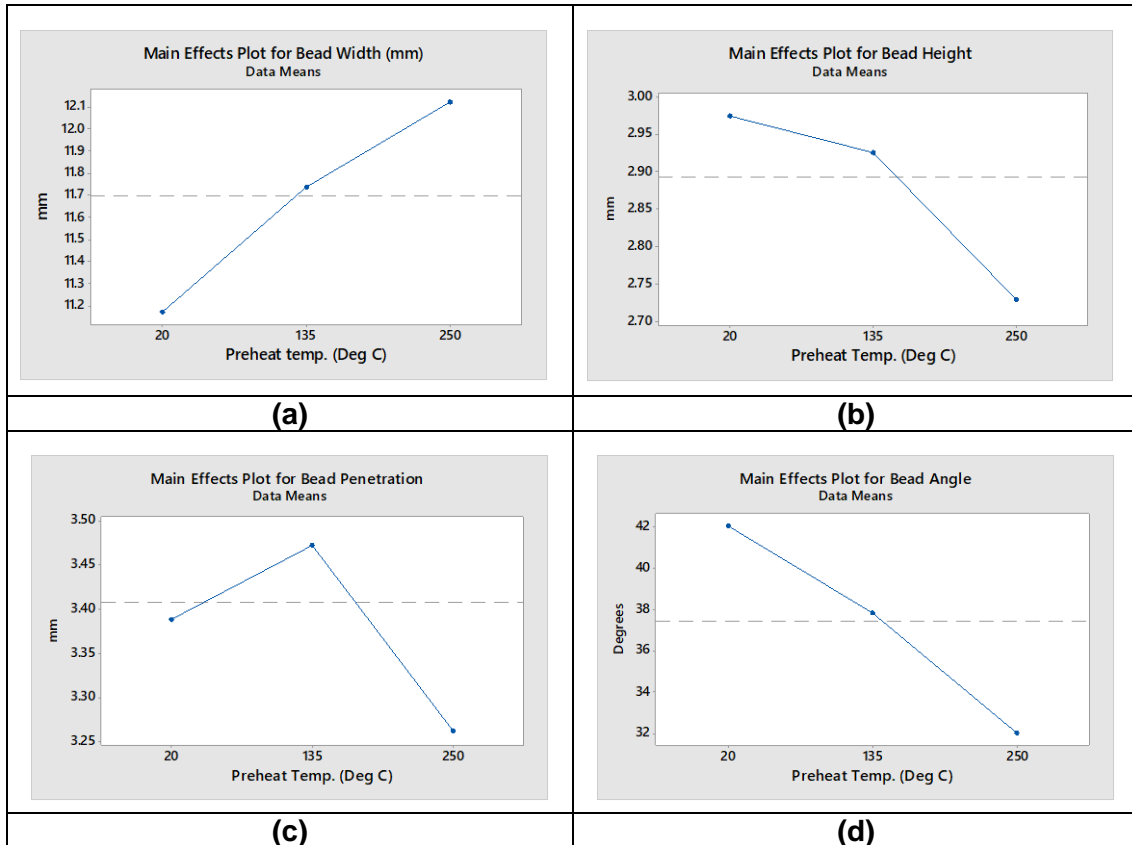 Main Effects Plot for Bead Width (mm)
Data Means
12.1
12.0
11.9
11.8
11.7
11.6
11.5
11.4
11.3
11.2
mm
20 135 250
Preheat temp. (Deg C)
(a)
Main Effects Plot for Bead Height
Data Means
3.00
2.95
2.90
2.85
2.80
2.75
2.70
mm
20 135 250
Preheat Temp. (Deg C)
(b)
Main Effects Plot for Bead Penetration
Data Means
3.50
3.45
3.40
3.35
3.30
3.25
mm
20 135 250
Preheat Temp. (Deg C)
(c)
Main Effects Plot for Bead Angle
Data Means
42
40
38
36
34
32
Degrees
20 135 250
Preheat Temp. (Deg C)
(d)